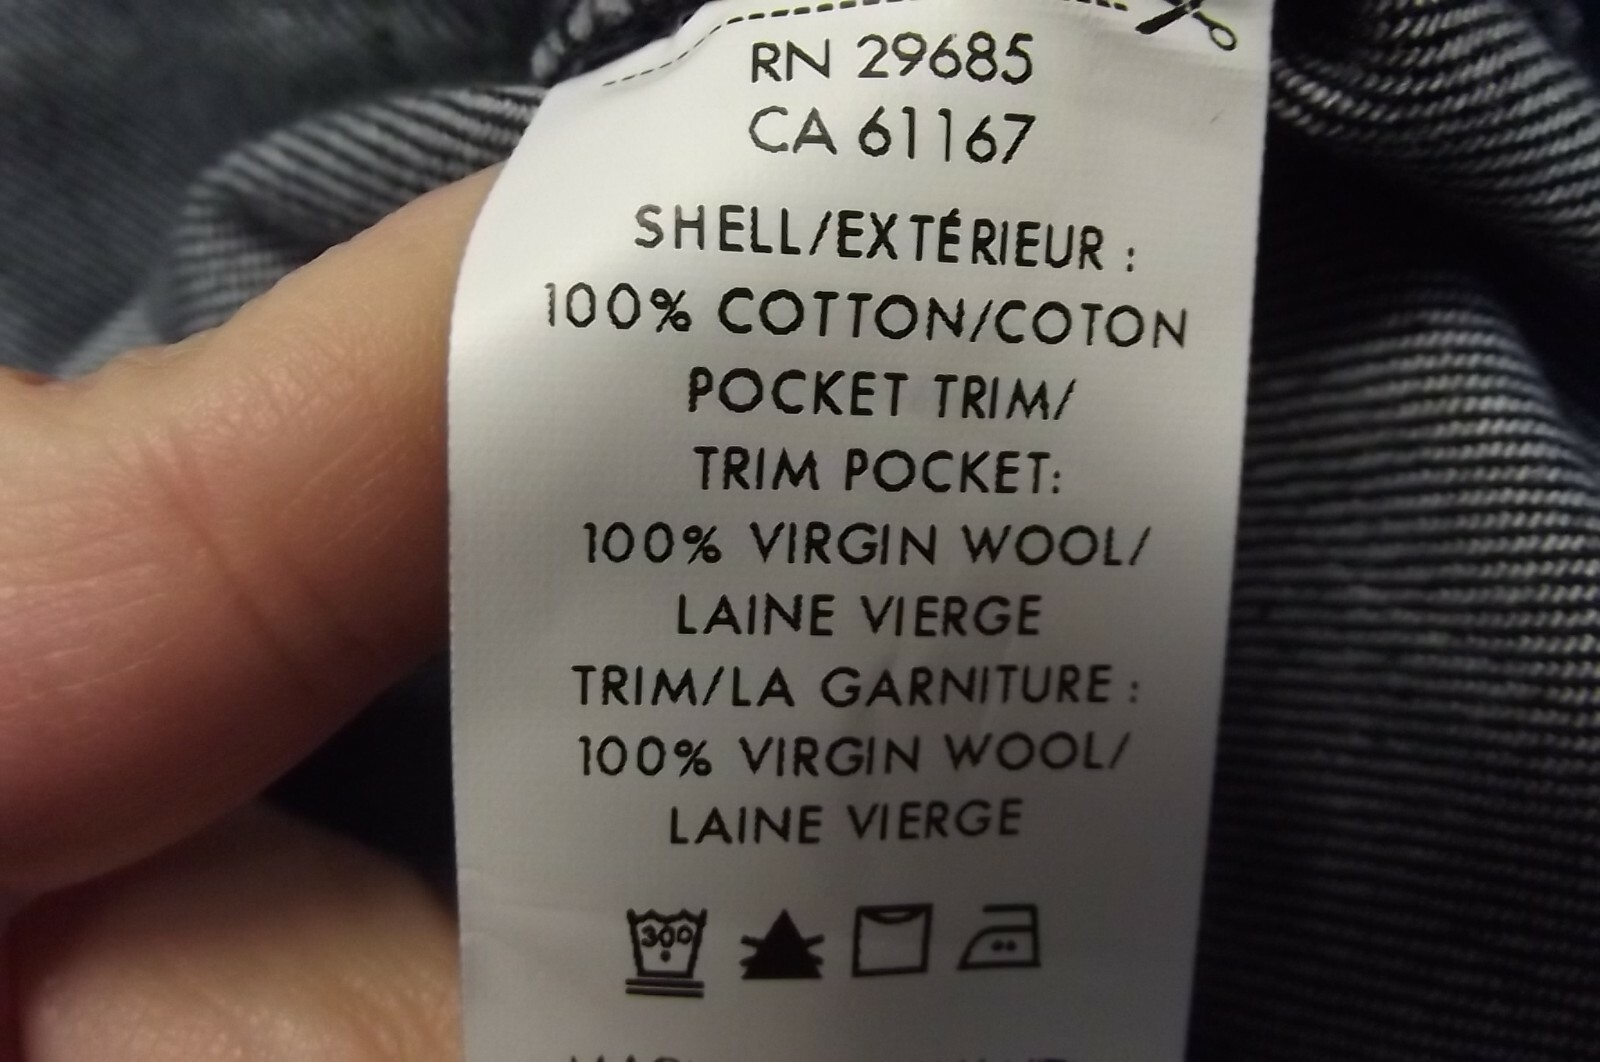 RN 29685
CA 61167
SHELL/EXTÉRIEUR :
100% COTTON/COTON
POCKET TRIM/
TRIM POCKET:
100% VIRGIN WOOL/
LAINE VIERGE
TRIM/LA GARNITURE :
100% VIRGIN WOOL/
LAINE VIERGE
30°